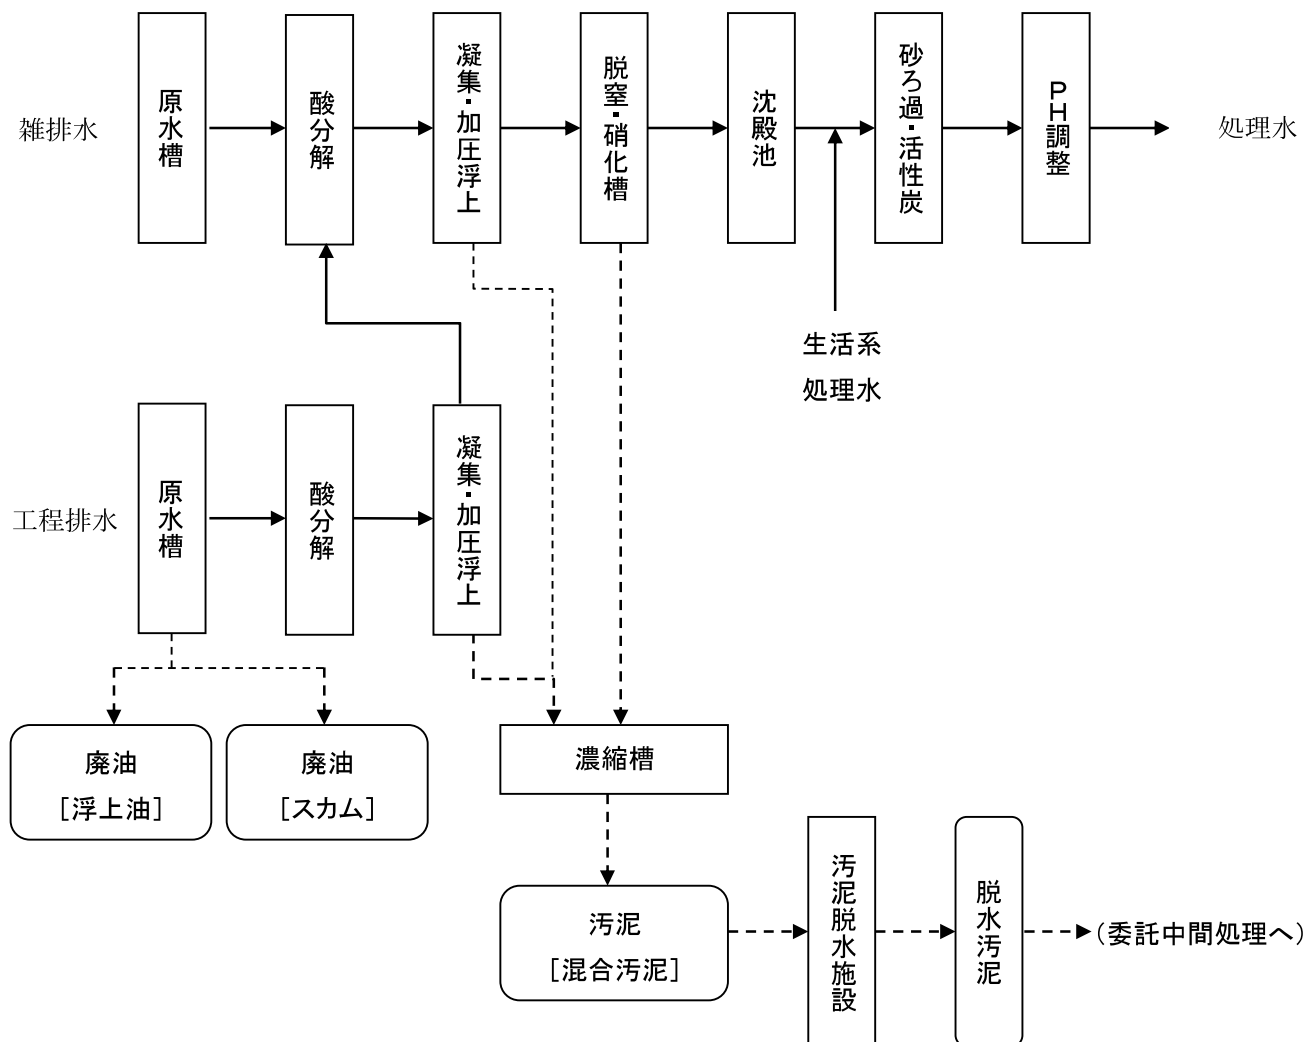 雑排水
原水槽
酸分解
凝集・加圧浮上
脱窒・硝化槽
沈殿池
砂ろ過・活性炭
ＰＨ調整
処理水
生活系
処理水
工程排水
原水槽
酸分解
凝集・加圧浮上
廃油
[浮上油]
廃油
[スカム]
濃縮槽
汚泥
[混合汚泥]
汚泥脱水施設
脱水汚泥
(委託中間処理へ)